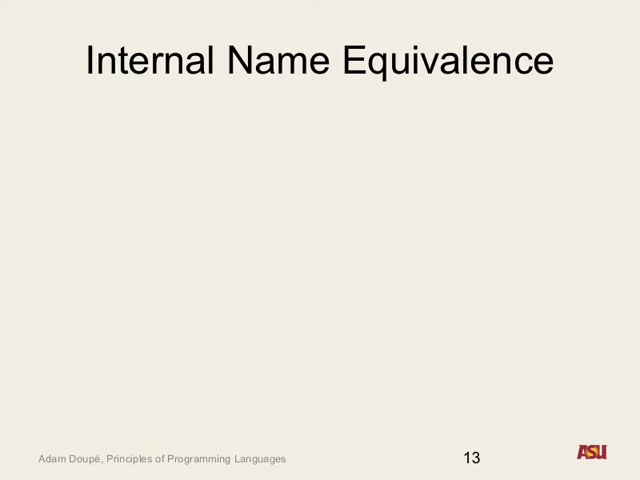 Internal Name Equivalence
Adam Doupé, Principles of Programming Languages
13
ASU